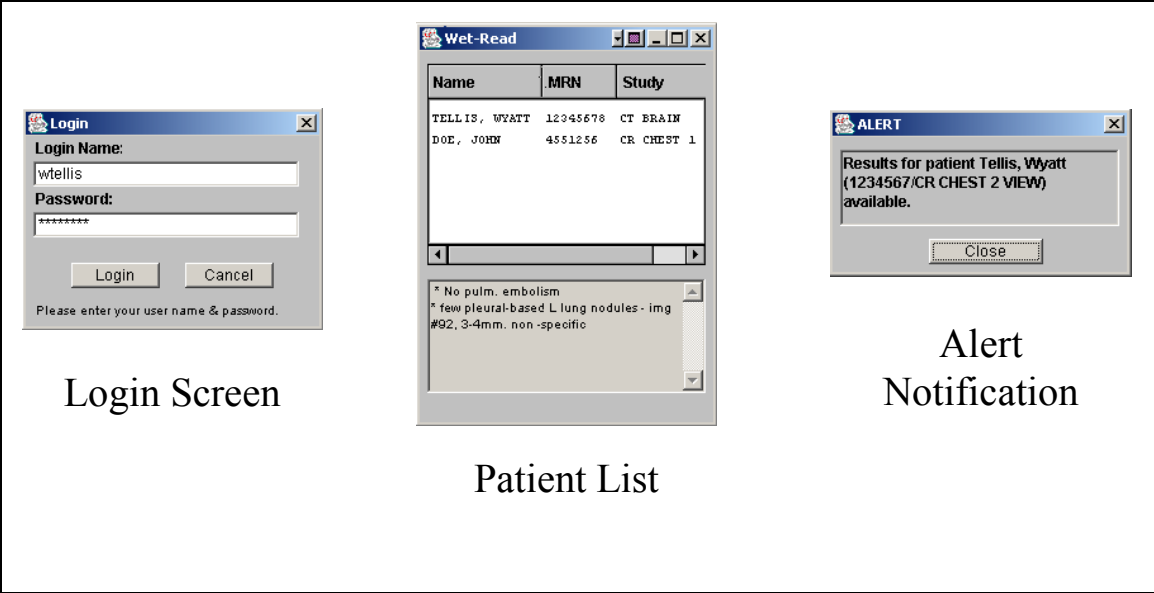 Login
Login Name:
wtellis
Password:
********
Login Cancel
Please enter your user name & password.
Login Screen
Wet-Read
Name .MRN Study
TELLIS, WYATT 12345678 CT BRAIN
DOE, JOHN 4551256 CR CHEST 1
* No pulm. embolism
* few pleural-based L lung nodules - img
#92, 3-4mm. non -specific
Patient List
ALERT
Results for patient Tellis, Wyatt
(1234567/CR CHEST 2 VIEW)
available.
Close
Alert
Notification